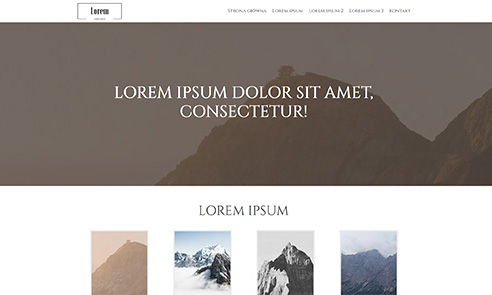 Lorem
Strona główna Lorem ipsum Lorem ipsum 2 Lorem ipsum 3 Kontakt
LOREM IPSUM DOLOR SIT AMET,
CONSECTETUR!
LOREM IPSUM